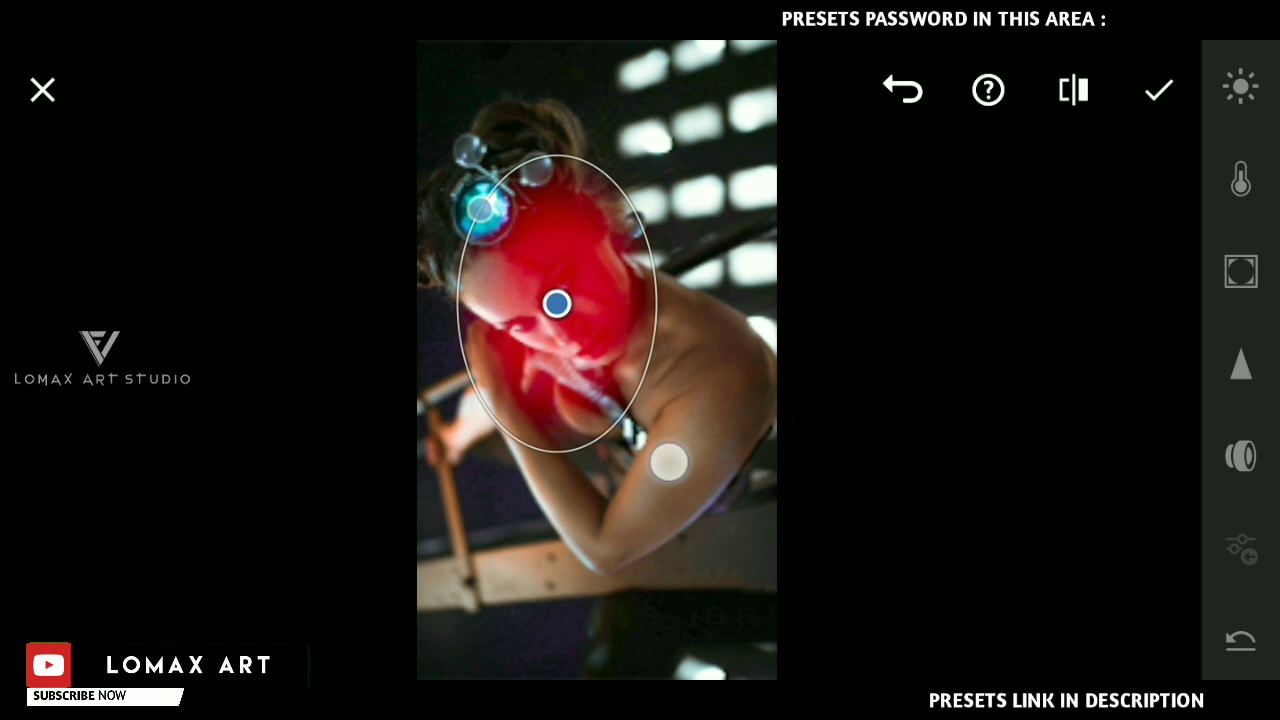 PRESETS PASSWORD IN THIS AREA :
LOMAX ART STUDIO
LOMAX ART
SUBSCRIBE NOW
PRESETS LINK IN DESCRIPTION